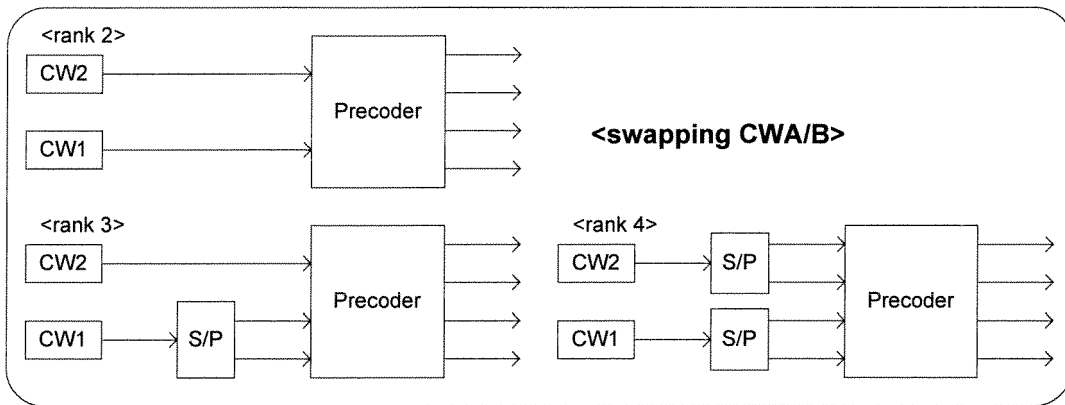 <rank 2>
CW2
CW1
Precoder
<swapping CWA/B>
<rank 3>
CW2
CW1
S/P
Precoder
<rank 4>
CW2
S/P
CW1
S/P
Precoder